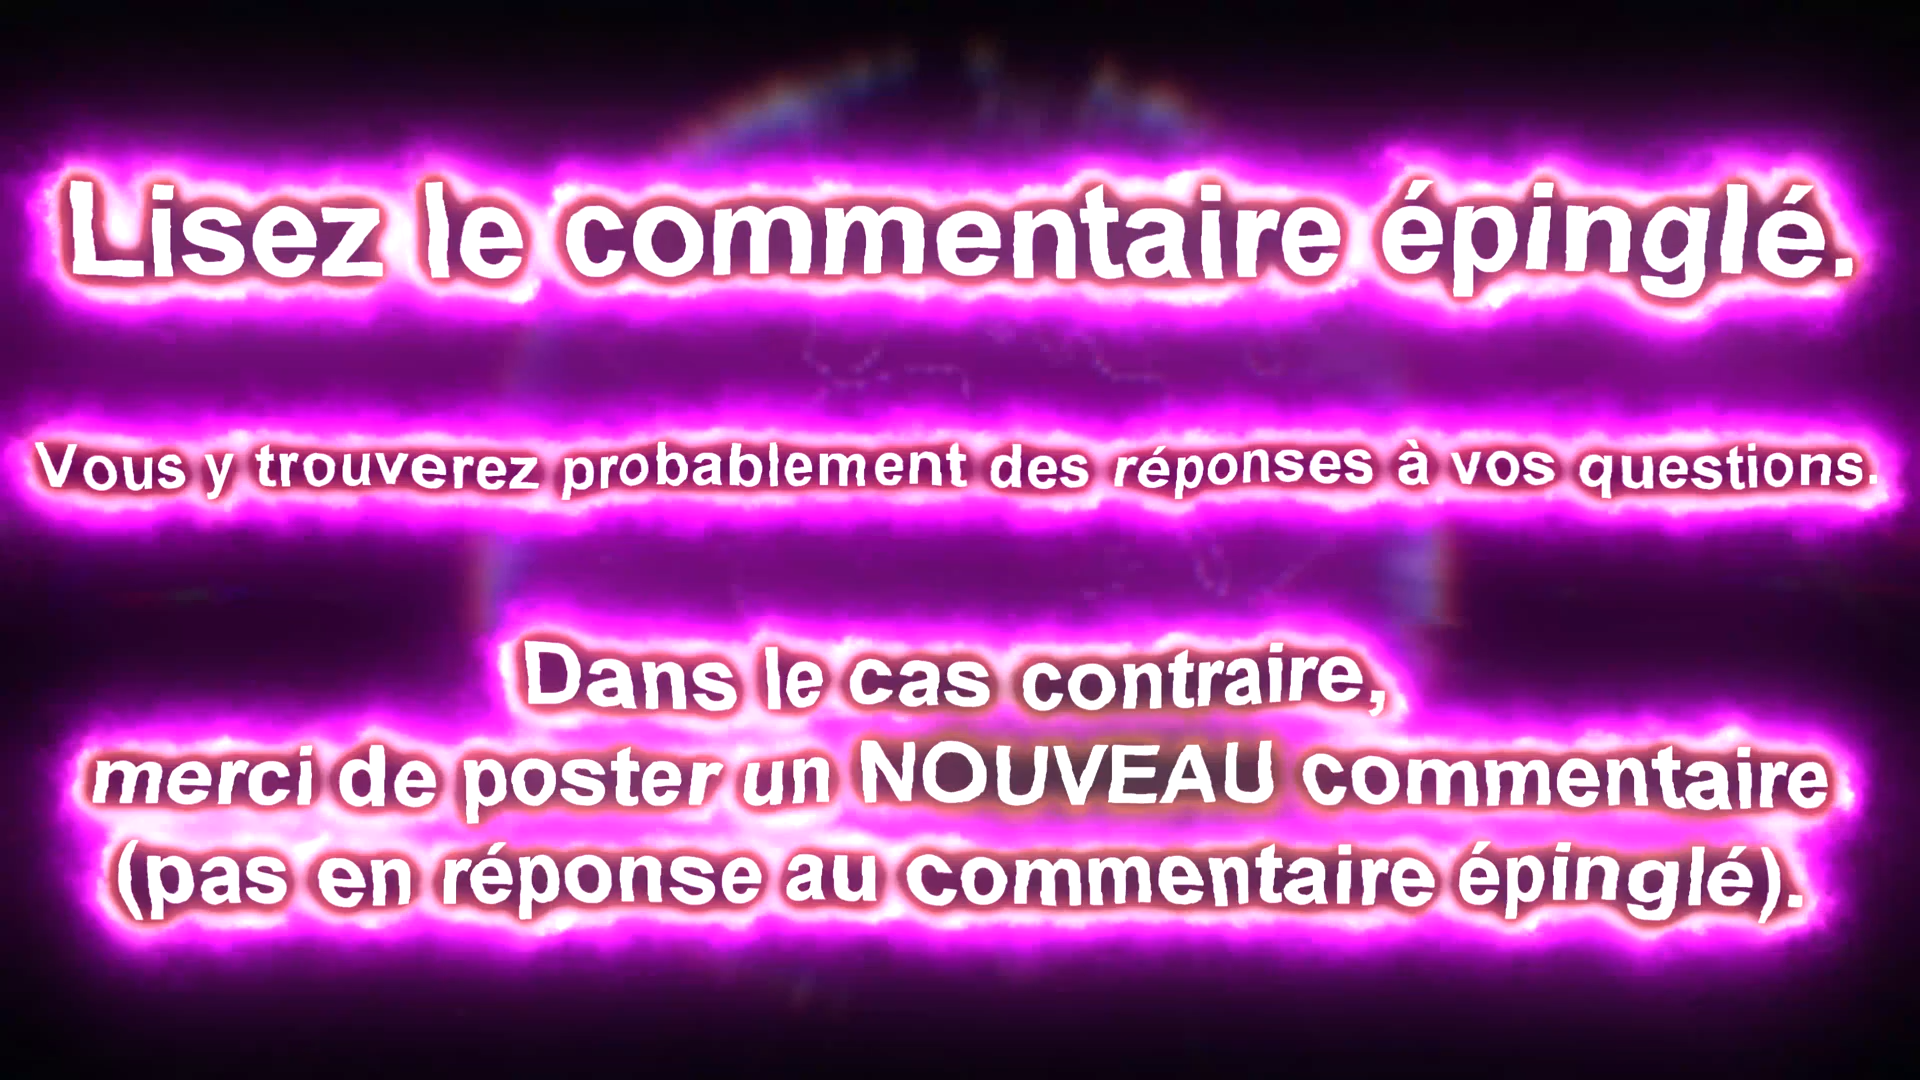 Lisez le commentaire épinglé.
Vous y trouverez probablement des réponses à vos questions.
Dans le cas contraire,
merci de poster un NOUVEAU commentaire
(pas en réponse au commentaire épinglé).